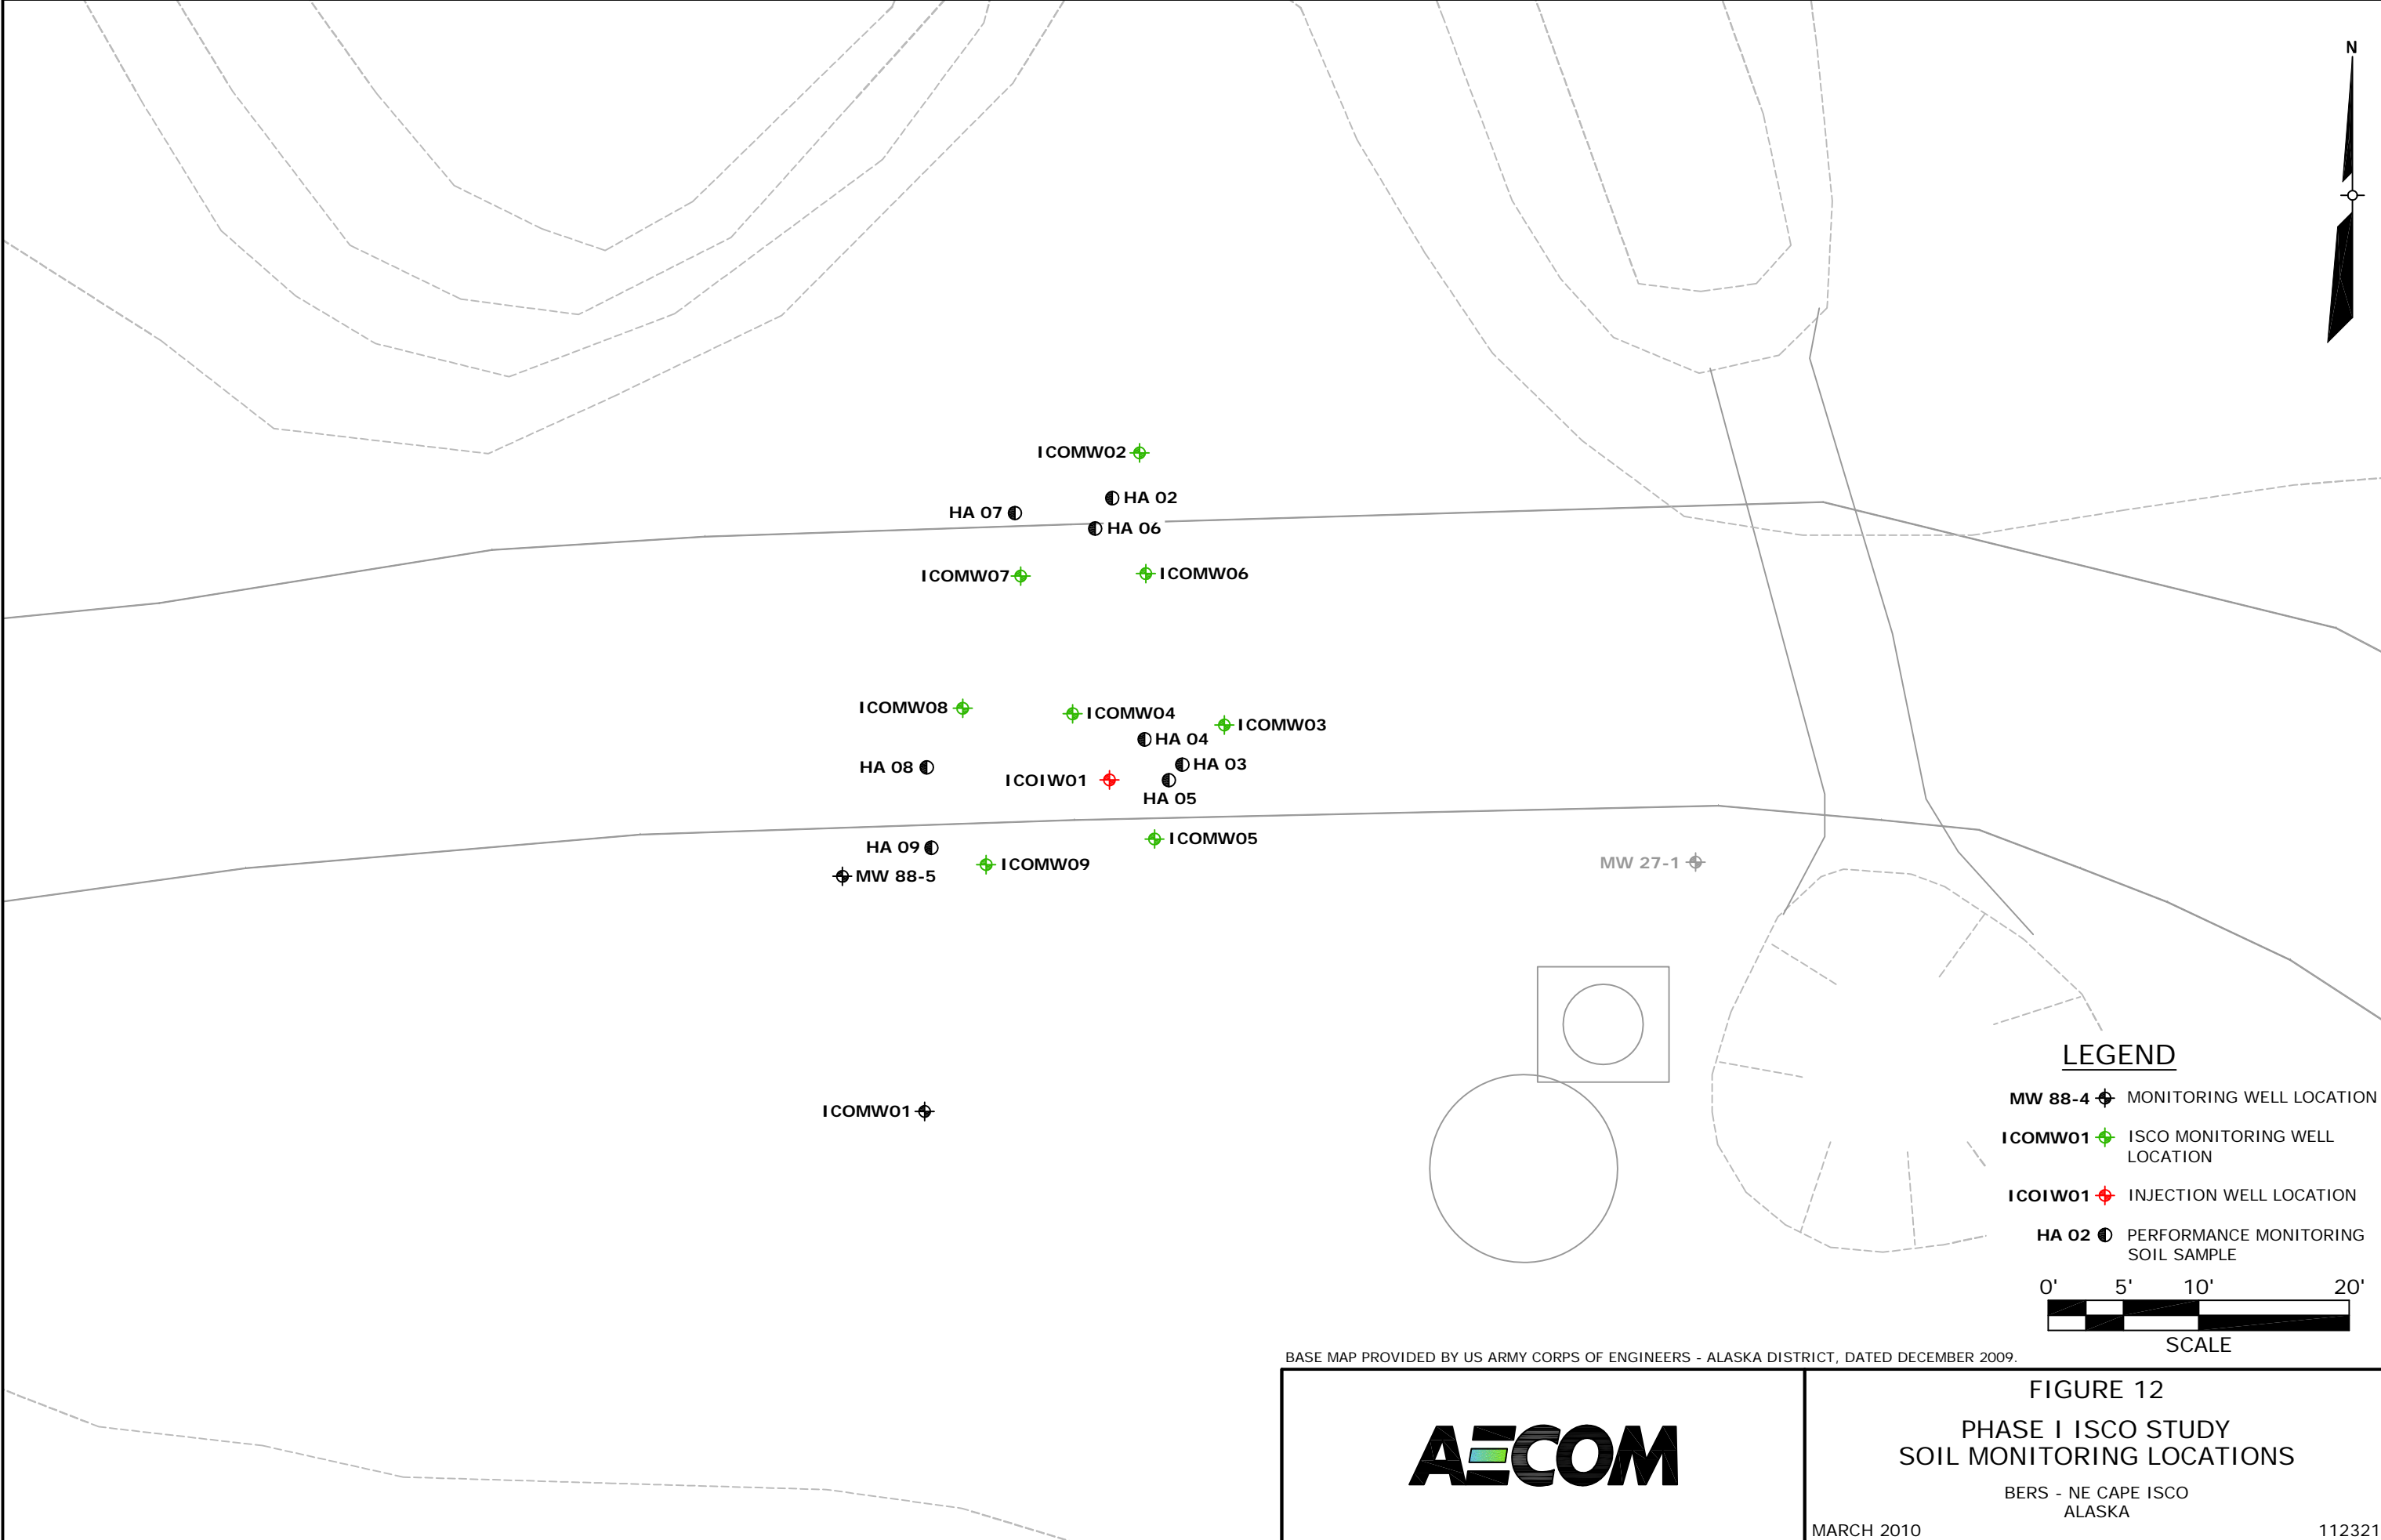 N
ICOMW02
HA 02
HA 07
HA 06
ICOMW07
ICOMW06
ICOMW08
ICOMW04
ICOMW03
HA 04
HA 08
HA 03
ICOIW01
HA 05
ICOMW05
HA 09
ICOMW09
MW 88-5
MW 27-1
ICOMW01
LEGEND
MW 88-4 MONITORING WELL LOCATION
ICOMW01 ISCO MONITORING WELL
LOCATION
ICOIW01 INJECTION WELL LOCATION
HA 02 PERFORMANCE MONITORING
SOIL SAMPLE
0' 5' 10' 20'
SCALE
BASE MAP PROVIDED BY US ARMY CORPS OF ENGINEERS - ALASKA DISTRICT, DATED DECEMBER 2009.
AECOM
FIGURE 12
PHASE I ISCO STUDY
SOIL MONITORING LOCATIONS
BERS - NE CAPE ISCO
ALASKA
MARCH 2010 112321